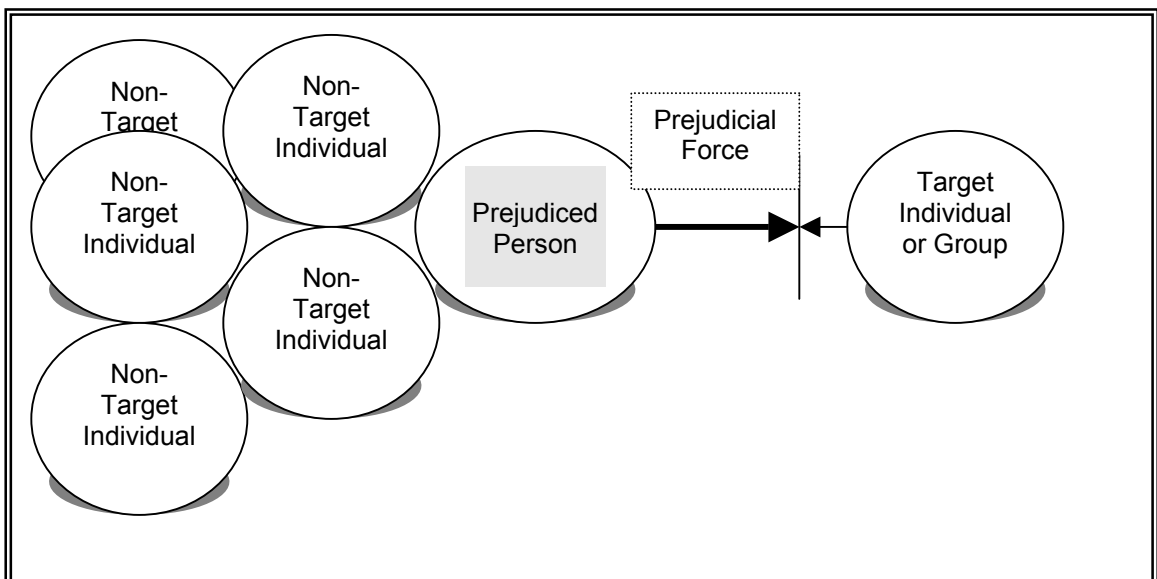 Non-
Target
Non-
Target
Individual
Non-
Target
Individual
Non-
Target
Individual
Non-
Target
Individual
Prejudiced
Person
Prejudicial
Force
Target
Individual
or Group